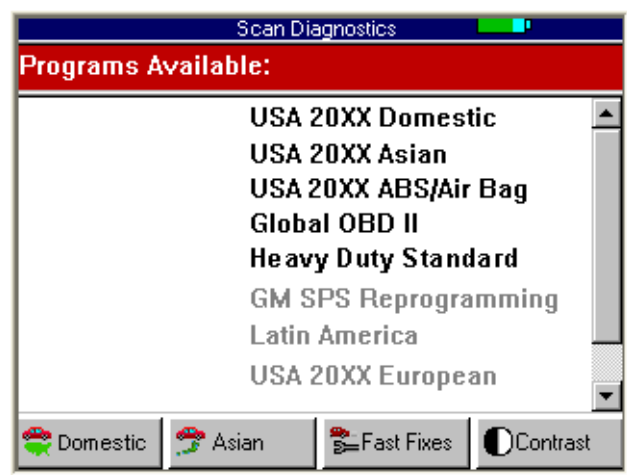 Scan Diagnostics
Programs Available:
USA 20XX Domestic
USA 20XX Asian
USA 20XX ABS/Air Bag
Global OBD II
Heavy Duty Standard
GM SPS Reprogramming
Latin America
USA 20XX European
Domestic Asian Fast Fixes Contrast